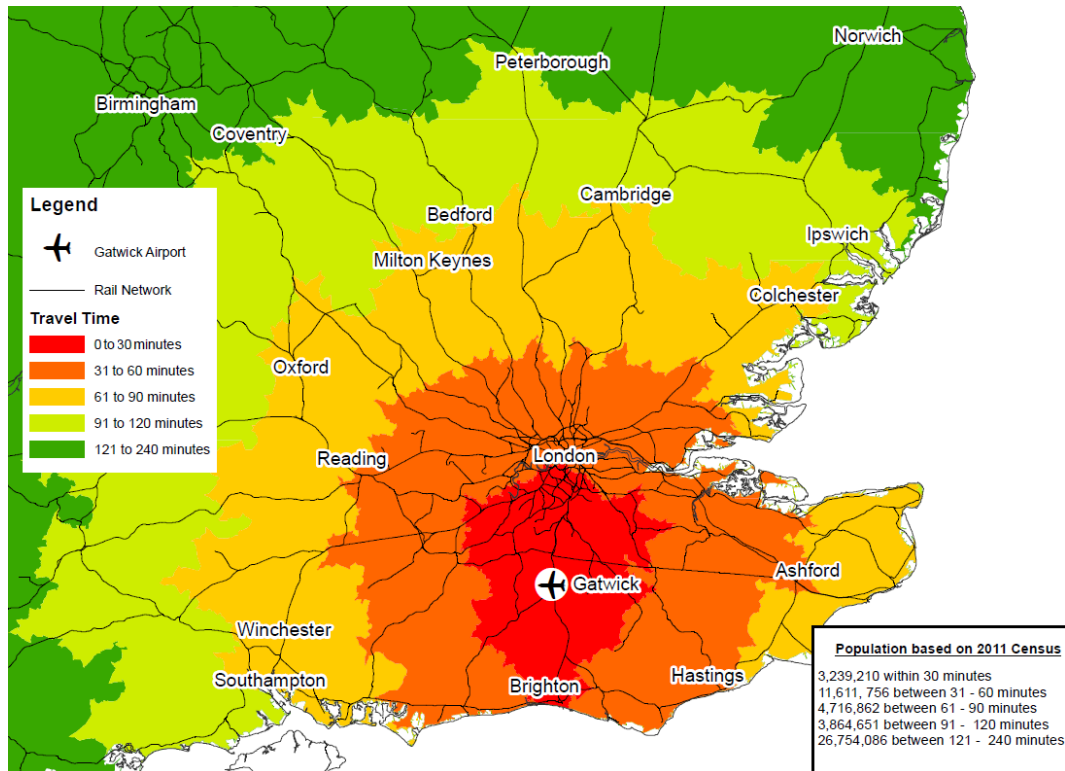 Norwich
Peterborough
Birmingham
Coventry
Cambridge
Bedford
Ipswich
Milton Keynes
Colchester
Oxford
Reading
London
Ashford
Gatwick
Winchester
Southampton
Brighton
Hastings
Legend
Gatwick Airport
Rail Network
Travel Time
0 to 30 minutes
31 to 60 minutes
61 to 90 minutes
91 to 120 minutes
121 to 240 minutes
Population based on 2011 Census
3,239,210 within 30 minutes
11,611, 756 between 31 - 60 minutes
4,716,862 between 61 - 90 minutes
3,864,651 between 91 - 120 minutes
26,754,086 between 121 - 240 minutes